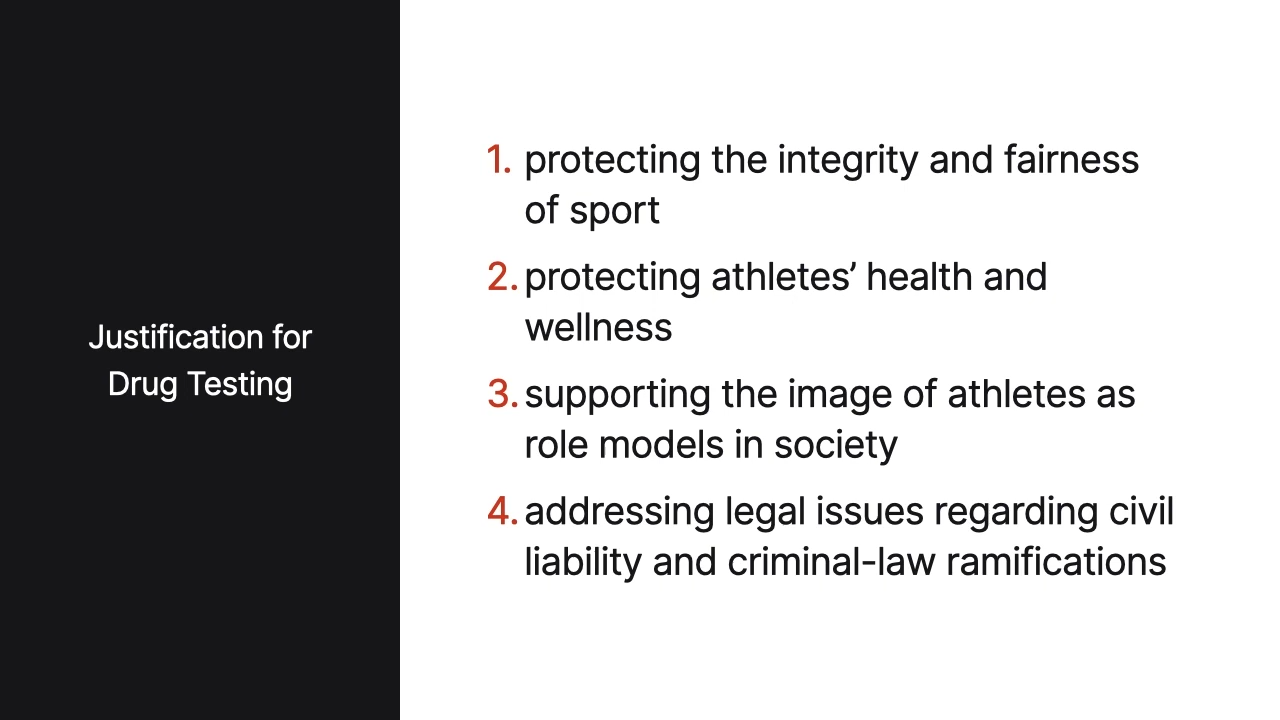 Justification for
Drug Testing
1. protecting the integrity and fairness
of sport
2. protecting athletes’ health and
wellness
3. supporting the image of athletes as
role models in society
4. addressing legal issues regarding civil
liability and criminal-law ramifications